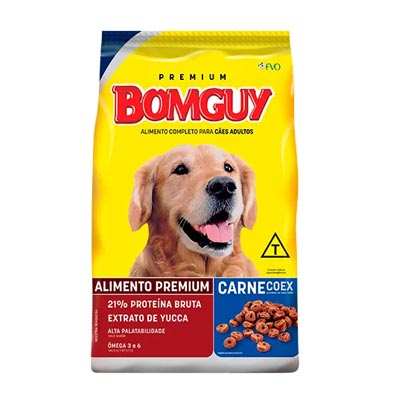 FVO
PREMIUM
BOMGUY
ALIMENTO COMPLETO PARA CÃES ADULTOS
T
ALIMENTO PREMIUM
21% PROTEÍNA BRUTA
EXTRATO DE YUCCA
ALTA PALATABILIDADE
ÔMEGA 3 e 6
CARNE COEX